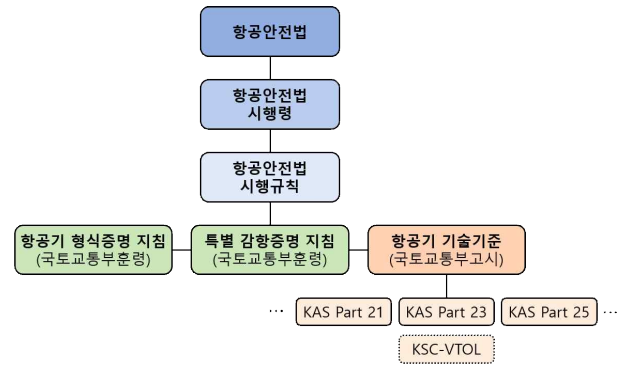 항공안전법
항공안전법
시행령
항공안전법
시행규칙
항공기 형식증명 지침
(국토교통부훈령)
특별 감항증명 지침
(국토교통부훈령)
항공기 기술기준
(국토교통부고시)
… KAS Part 21 KAS Part 23 KAS Part 25 …
KSC-VTOL